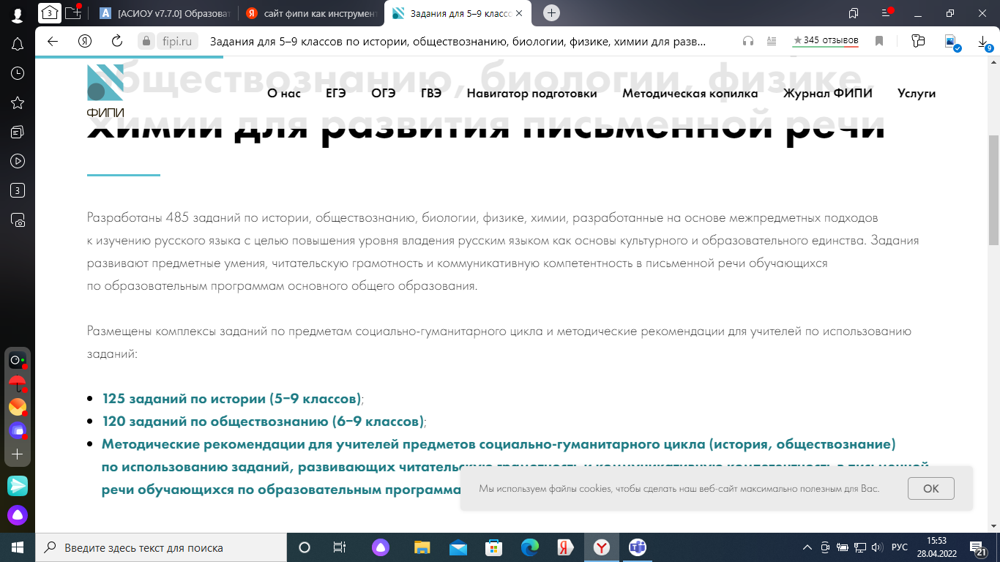 [АСИОУ v7.7.0] Образоват
сайт фипи как инструмент
Задания для 5–9 классо
fipi.ru
Задания для 5–9 классов по истории, обществознанию, биологии, физике, химии для разв...
345 отзывов
9
обществознанию, биологии, физике,
химии для развития письменной речи
ФИПИ
О нас
ЕГЭ
ОГЭ
ГВЭ
Навигатор подготовки
Методическая копилка
Журнал ФИПИ
Услуги
Разработаны 485 заданий по истории, обществознанию, биологии, физике, химии, разработанные на основе межпредметных подходов
к изучению русского языка с целью повышения уровня владения русским языком как основы культурного и образовательного единства. Задания
развивают предметные умения, читательскую грамотность и коммуникативную компетентность в письменной речи обучающихся
по образовательным программам основного общего образования.
Размещены комплексы заданий по предметам социально-гуманитарного цикла и методические рекомендации для учителей по использованию
заданий:
125 заданий по истории (5–9 классов);
120 заданий по обществознанию (6–9 классов);
Методические рекомендации для учителей предметов социально-гуманитарного цикла (история, обществознание)
по использованию заданий, развивающих читательскую грамотность и коммуникативную компетентность в письменной
речи обучающихся по образовательным программа
Мы используем файлы cookies, чтобы сделать наш веб-сайт максимально полезным для Вас.
OK
3
Введите здесь текст для поиска
РУС
15:53
28.04.2022
21